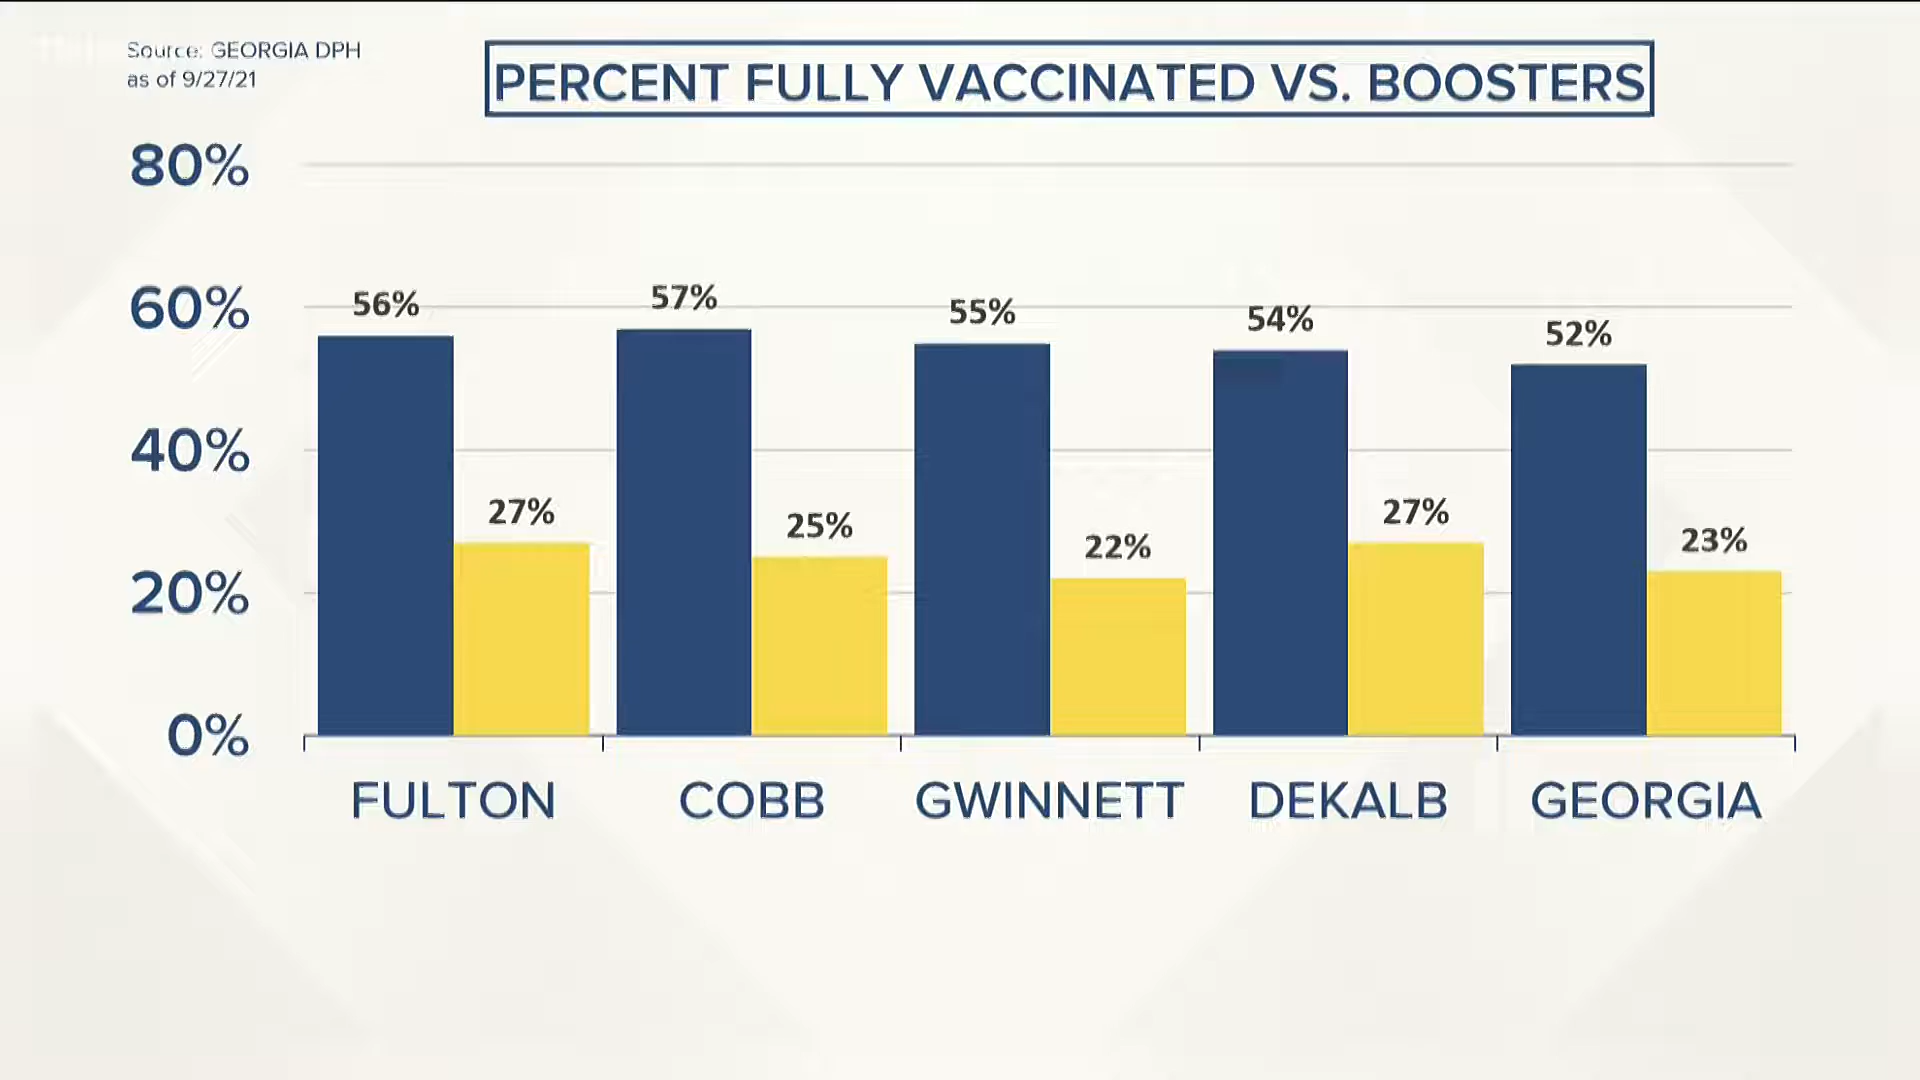 Source: GEORGIA DPH
as of 9/27/21
PERCENT FULLY VACCINATED VS. BOOSTERS
80%
60%
40%
20%
0%
56%
27%
57%
25%
55%
22%
54%
27%
52%
23%
FULTON
COBB
GWINNETT
DEKALB
GEORGIA